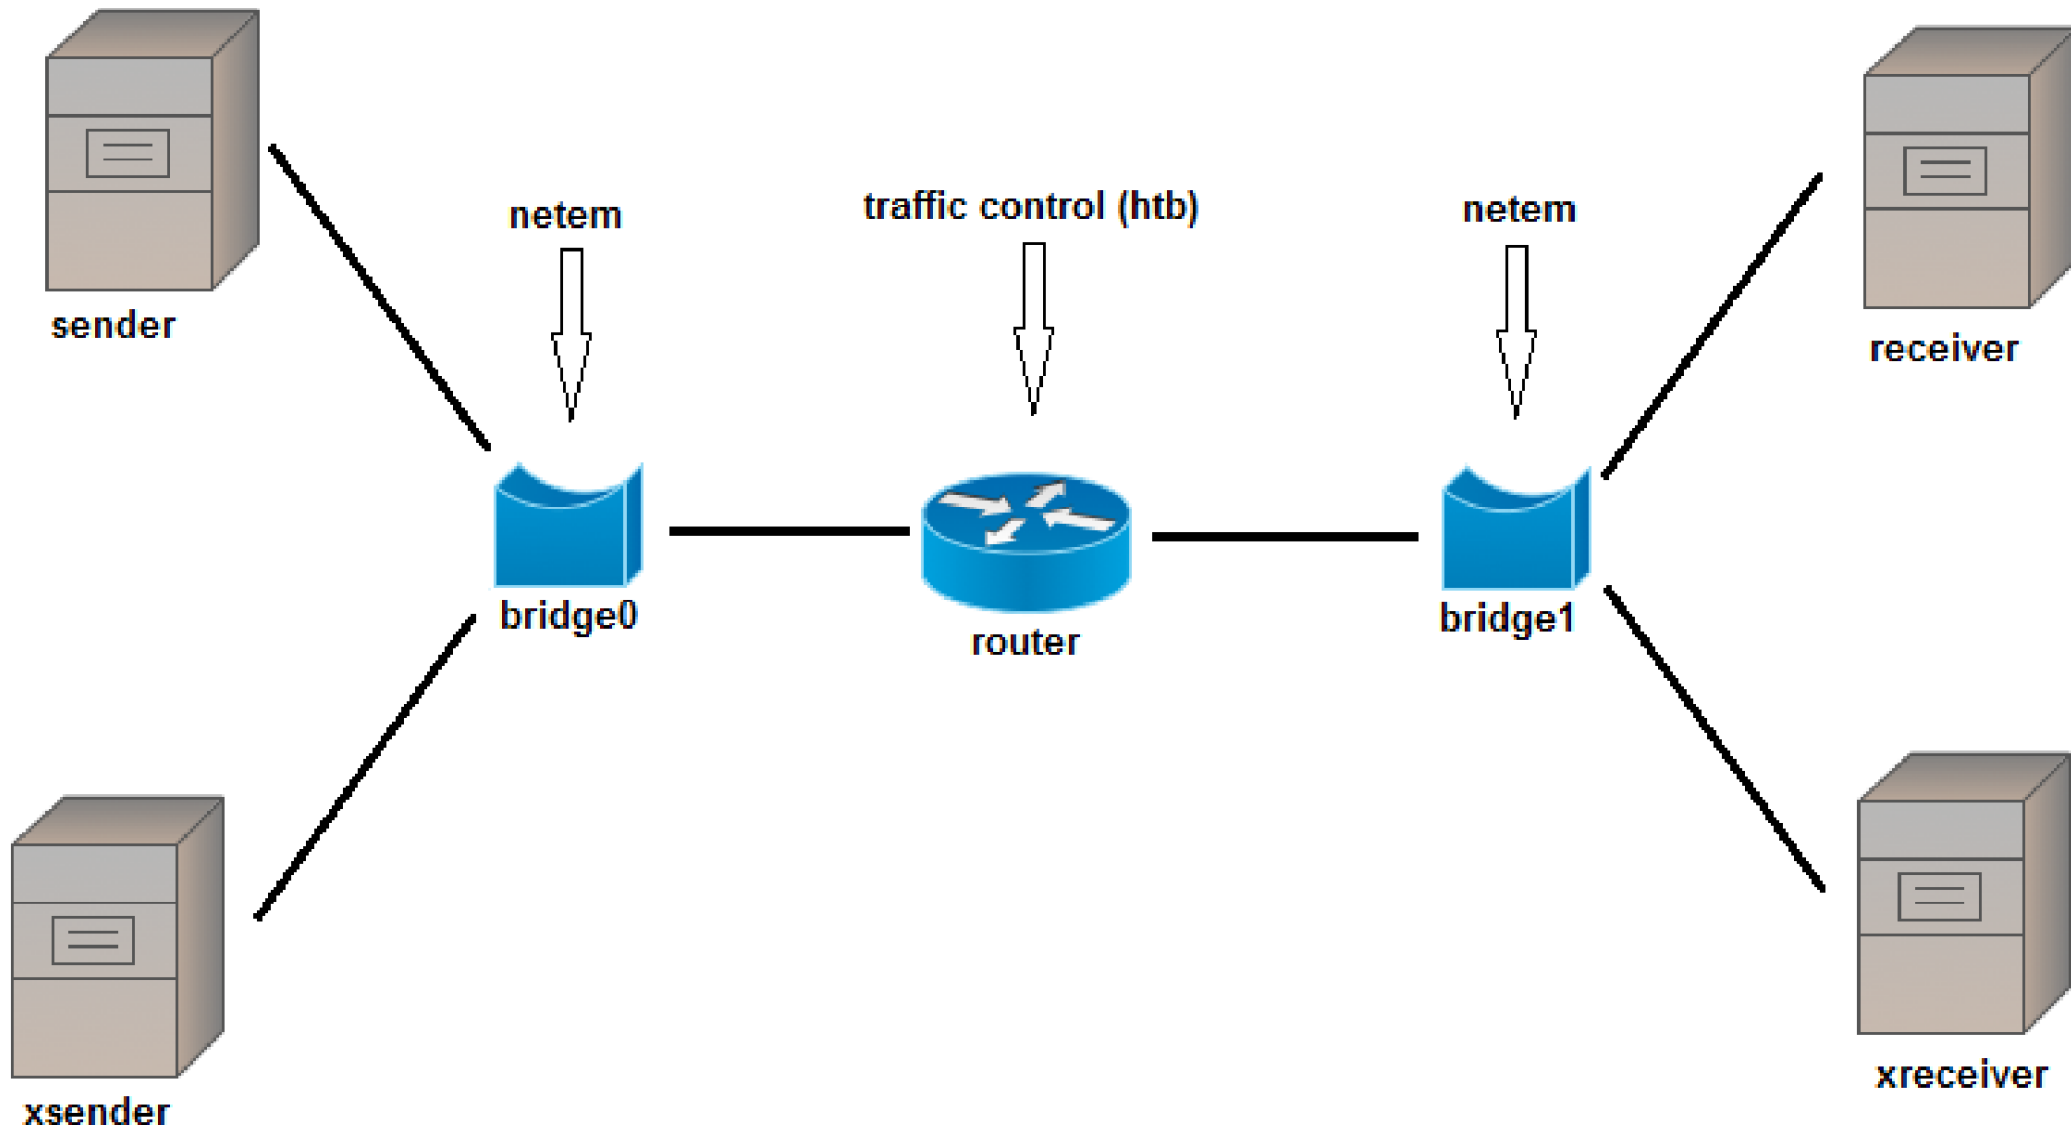 netem
traffic control (htb)
netem
sender
receiver
bridge0
router
bridge1
xsender
xreceiver